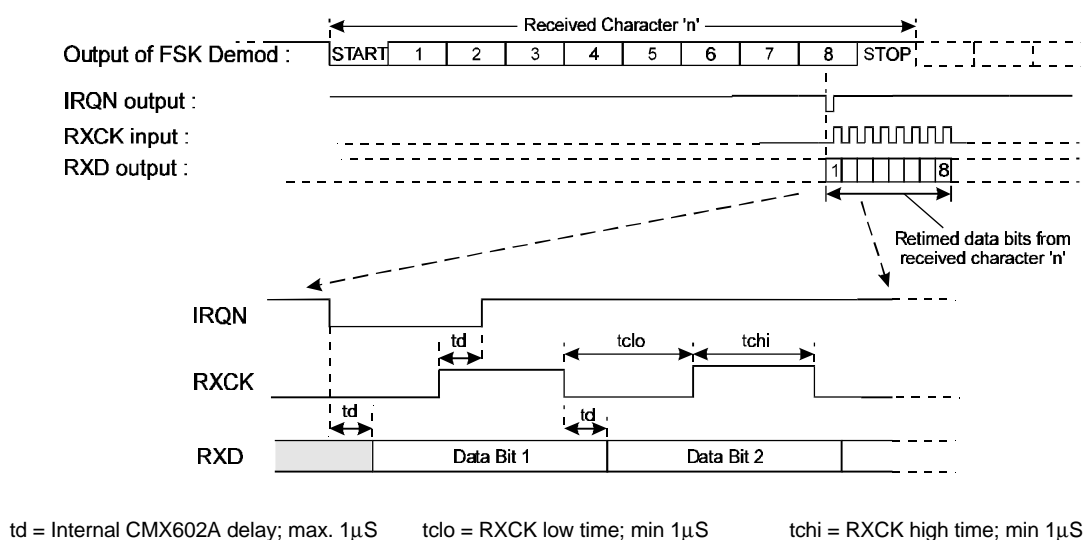 Received Character 'n'
Output of FSK Demod : START 1 2 3 4 5 6 7 8 STOP
IRQN output :
RXCK input :
RXD output : 1 8
Retimed data bits from
received character 'n'
IRQN
td tclo tchi
RXCK
td td
RXD Data Bit 1 Data Bit 2
td = Internal CMX602A delay; max. 1µS tclo = RXCK low time; min 1µS tchi = RXCK high time; min 1µS